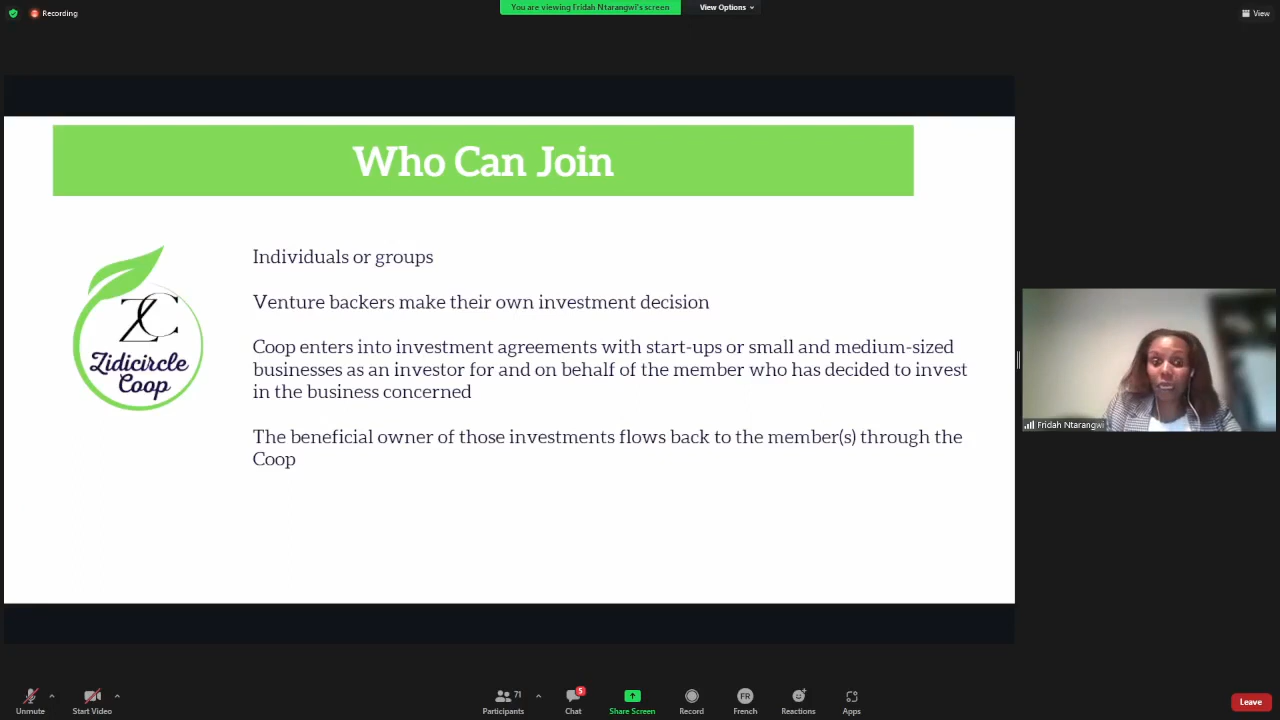 Recording
You are viewing Fridah Ntarangwi's screen
View Options
View
Who Can Join
ZC
Zidicircle
Coop
Individuals or groups
Venture backers make their own investment decision
Coop enters into investment agreements with start-ups or small and medium-sized
businesses as an investor for and on behalf of the member who has decided to invest
in the business concerned
The beneficial owner of those investments flows back to the member(s) through the
Coop
Fridah Ntarangwi
Unmute
Start Video
71
Participants
5
Chat
Share Screen
Record
FR
French
Reactions
Apps
Leave